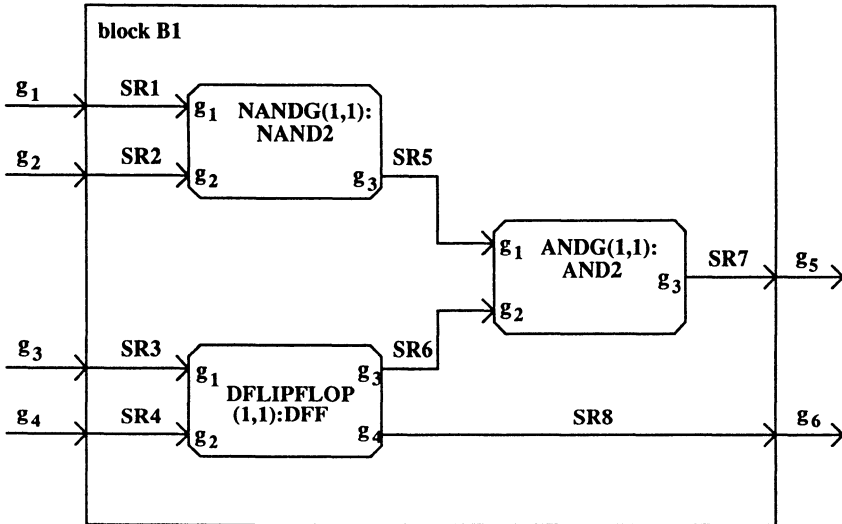 block B1
g1
SR1
g1
NANDG(1,1):
NAND2
g2
SR2
g2
g3
SR5
g1
ANDG(1,1):
AND2
g3
SR7
g5
g2
g3
SR3
g1
DFLIPFLOP
(1,1):DFF
g3
SR6
g4
SR4
g2
g4
SR8
g6